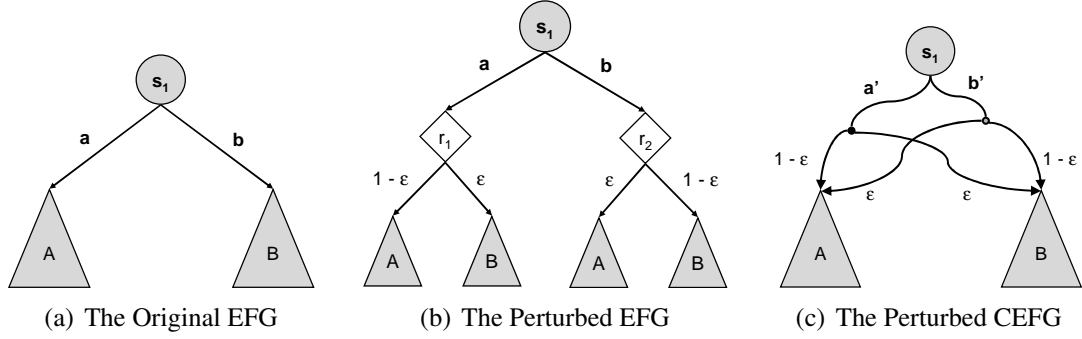 s1
a
b
A
B
(a) The Original EFG
s1
a
b
r1
r2
1 - ε
ε
ε
1 - ε
A
B
A
B
(b) The Perturbed EFG
s1
a’
b’
1 - ε
1 - ε
ε
ε
A
B
(c) The Perturbed CEFG